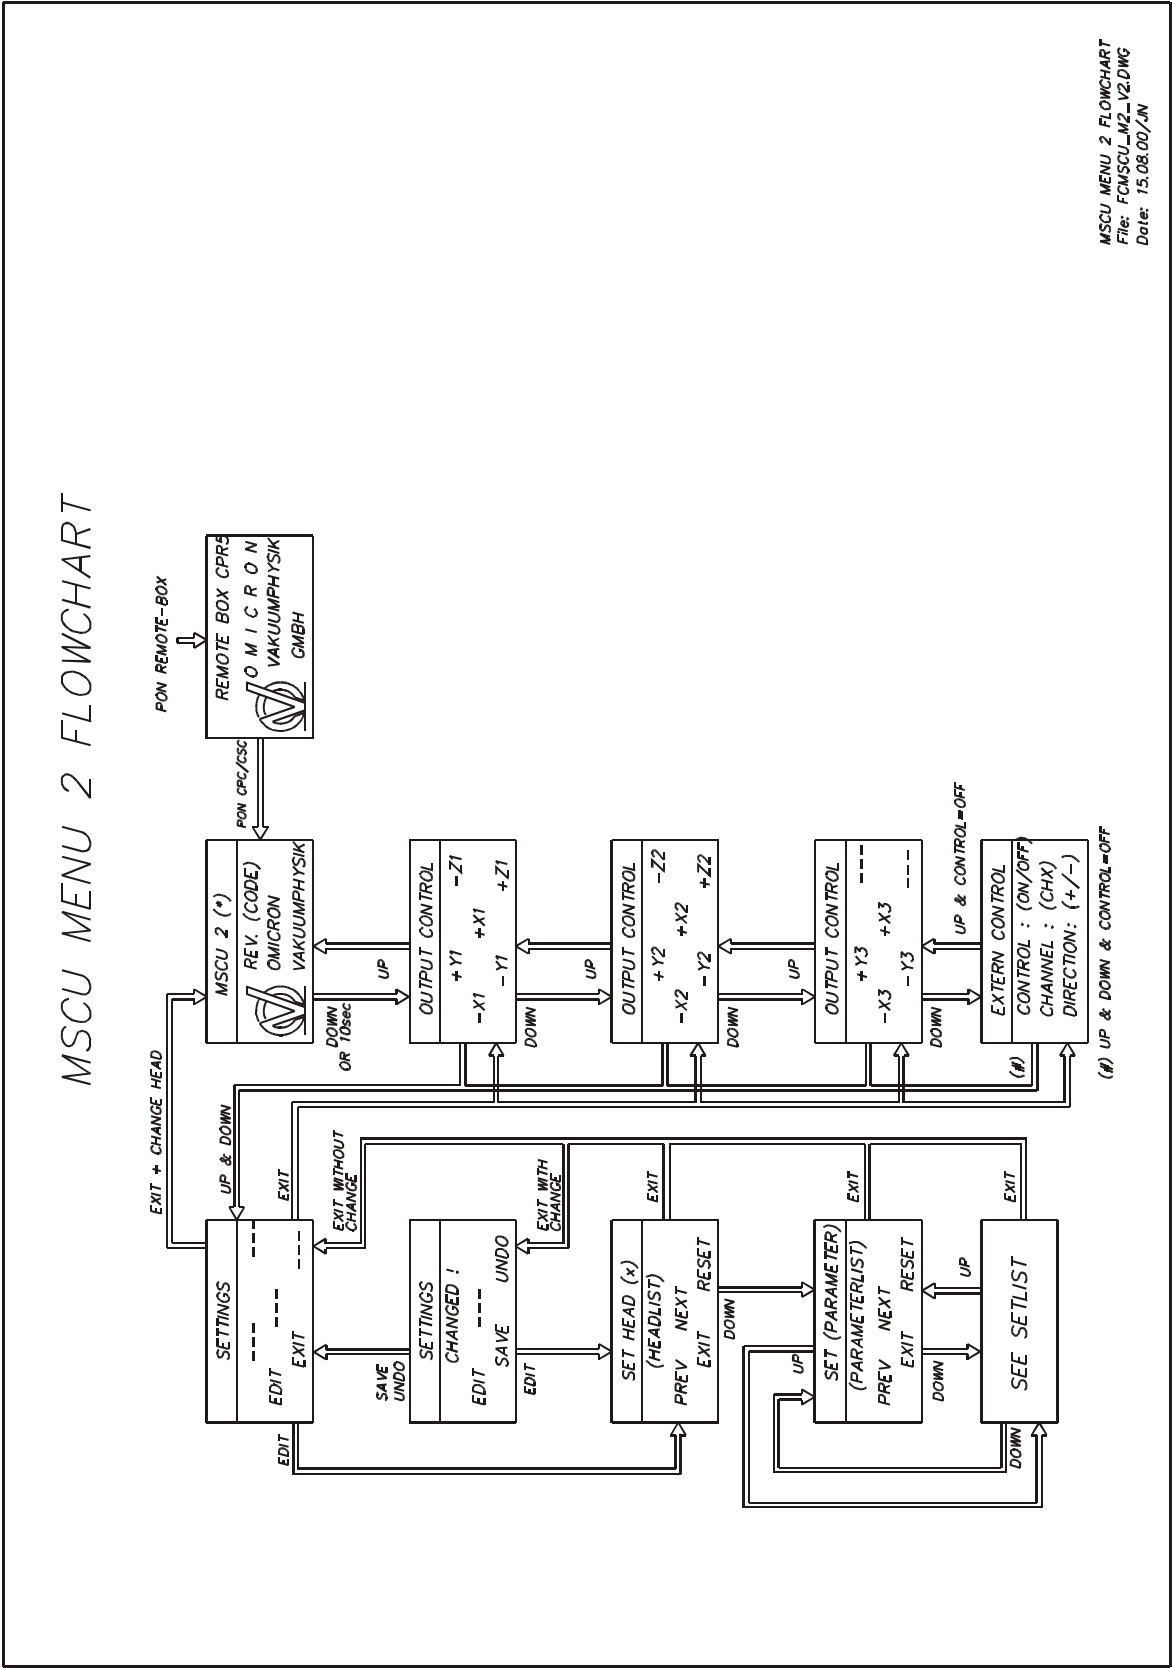 MSCU MENU 2 FLOWCHART
PON REMOTE-BOX
REMOTE BOX CPR5
O M I C R O N
VAKUUMPHYSIK
GMBH
PON CPC/CSC
MSCU 2 (*)
REV. (CODE)
OMICRON
VAKUUMPHYSIK
EXIT + CHANGE HEAD
UP & DOWN
UP
DOWN
OR 10sec
OUTPUT CONTROL
+Y1 -Z1
-X1 +X1
-Y1 +Z1
UP
DOWN
OUTPUT CONTROL
+Y2 -Z2
-X2 +X2
-Y2 +Z2
UP
DOWN
OUTPUT CONTROL
+Y3 ---
-X3 +X3
-Y3 ---
UP & CONTROL=OFF
DOWN
EXTERN CONTROL
CONTROL : (ON/OFF)
CHANNEL : (CHX)
DIRECTION: (+/-)
(#)
(#) UP & DOWN & CONTROL=OFF
SETTINGS
--- ---
EDIT ---
EXIT ---
EXIT
EXIT WITHOUT
CHANGE
EDIT
SAVE
UNDO
SETTINGS
CHANGED !
EDIT ---
SAVE UNDO
EXIT WITH
CHANGE
EDIT
SET HEAD (x)
(HEADLIST)
PREV NEXT
EXIT RESET
EXIT
DOWN
UP
SET (PARAMETER)
(PARAMETERLIST)
PREV NEXT
EXIT RESET
EXIT
UP
DOWN
SEE SETLIST
EXIT
DOWN
MSCU MENU 2 FLOWCHART
File: FCMSCU_M2_V2.DWG
Date: 15.08.00/JN